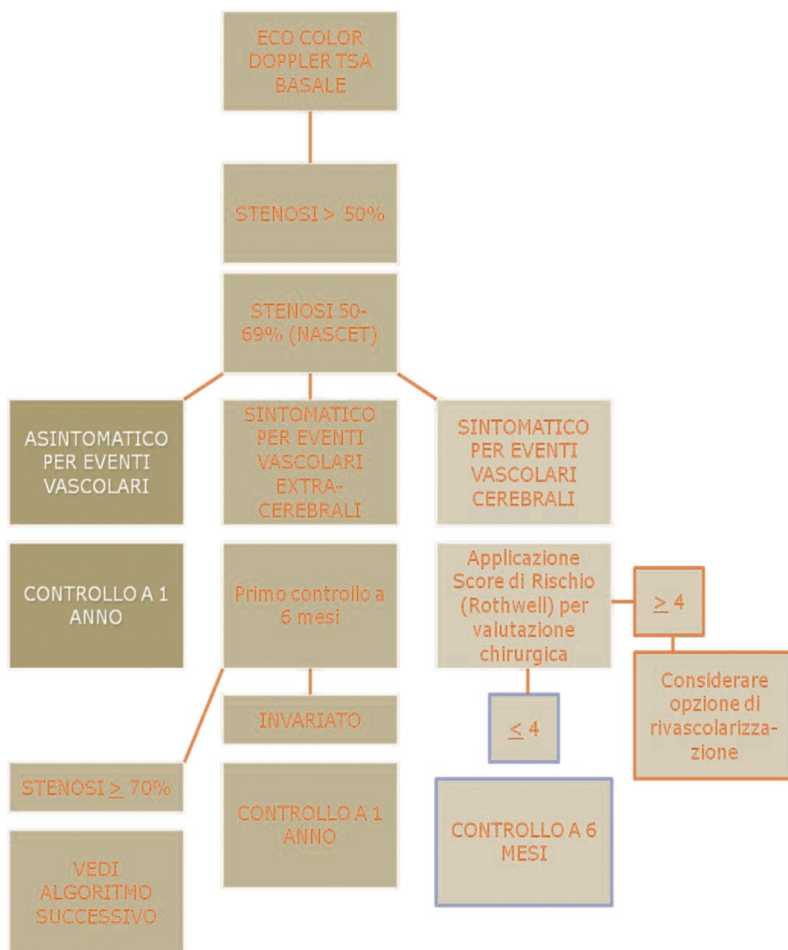 ECO COLOR
DOPPLER TSA
BASALE
STENOSI > 50%
STENOSI 50-
69% (NASCET)
ASINTOMATICO
PER EVENTI
VASCOLARI
SINTOMATICO
PER EVENTI
VASCOLARI
EXTRA-
CEREBRALI
SINTOMATICO
PER EVENTI
VASCOLARI
CEREBRALI
CONTROLLO A 1
ANNO
Primo controllo a
6 mesi
Applicazione
Score di Rischio
(Rothwell) per
valutazione
chirurgica
≥ 4
Considerare
opzione di
rivascolarizza-
zione
INVARIATO
≤ 4
STENOSI ≥ 70%
CONTROLLO A 1
ANNO
CONTROLLO A 6
MESI
VEDI
ALGORITMO
SUCCESSIVO